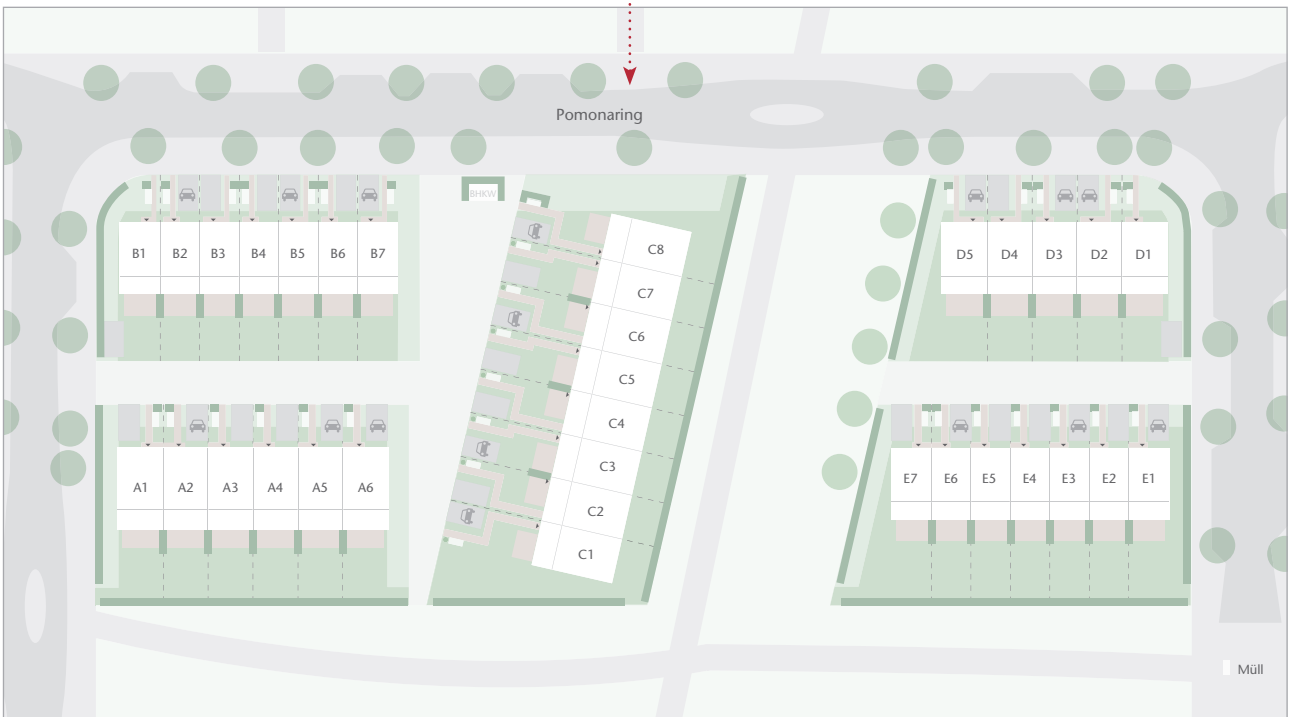 Pomonaring
BHKW
B1 B2 B3 B4 B5 B6 B7
C8
C7
C6
C5
C4
C3
C2
C1
D5 D4 D3 D2 D1
A1 A2 A3 A4 A5 A6
E7 E6 E5 E4 E3 E2 E1
Müll